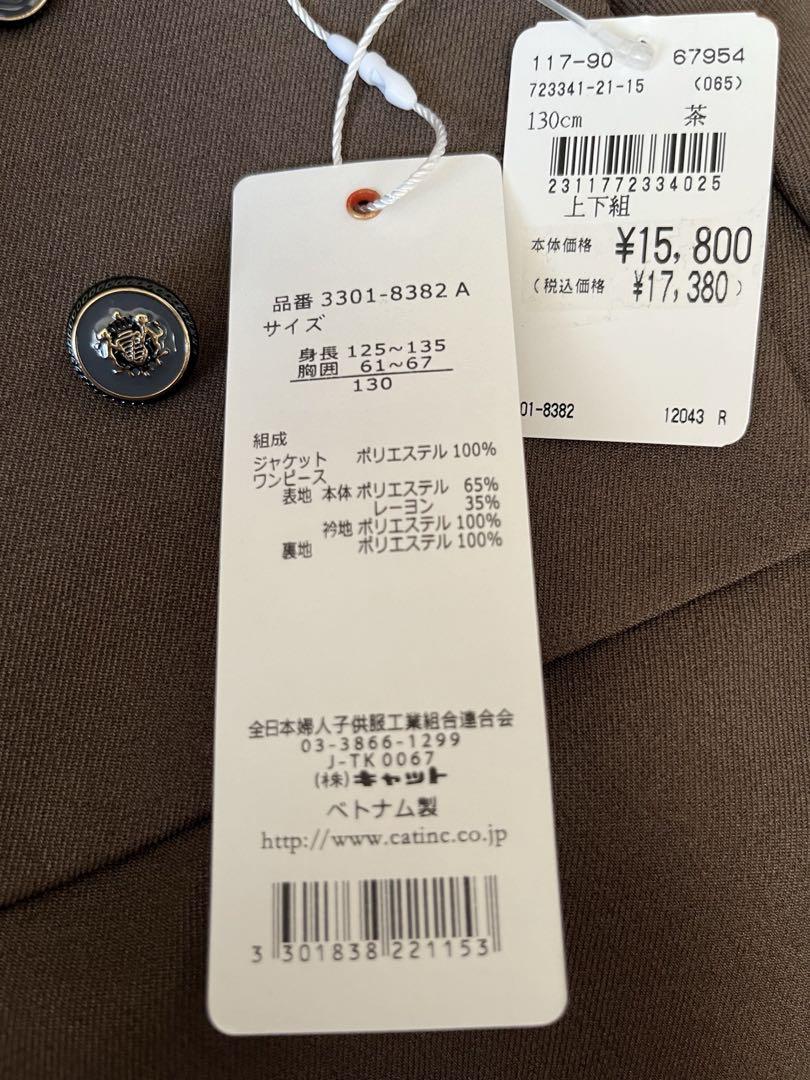 117-90 67954
723341-21-15 (065)
130cm 茶
2311772334025
上下組
本体価格 ¥15,800
(税込価格 ¥17,380)
01-8382 12043 R
品番 3301-8382 A
サイズ
身長 125~135
胸囲 61~67
130
組成
ジャケット ポリエステル 100%
ワンピース
表地 本体 ポリエステル 65%
レーヨン 35%
衿地 ポリエステル 100%
裏地 ポリエステル 100%
全日本婦人子供服工業組合連合会
03-3866-1299
J-TK0067
(株)キャット
ベトナム製
http://www.catinc.co.jp
3 301838 221153